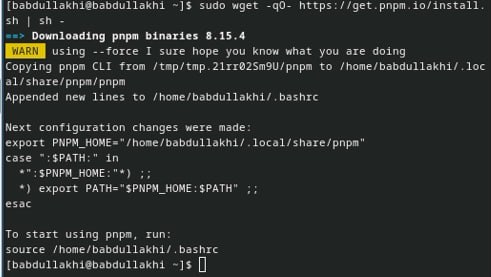 [babdullakhi@babdullakhi ~]$ sudo wget -qO- https://get.pnpm.io/install.
sh | sh -
==> Downloading pnpm binaries 8.15.4
WARN using --force I sure hope you know what you are doing
Copying pnpm CLI from /tmp/tmp.21rr02Sm9U/pnpm to /home/babdullakhi/.loc
al/share/pnpm/pnpm
Appended new lines to /home/babdullakhi/.bashrc
Next configuration changes were made:
export PNPM_HOME="/home/babdullakhi/.local/share/pnpm"
case ":$PATH:" in
*":$PNPM_HOME:"*) ;;
*) export PATH="$PNPM_HOME:$PATH" ;;
esac
To start using pnpm, run:
source /home/babdullakhi/.bashrc
[babdullakhi@babdullakhi ~]$